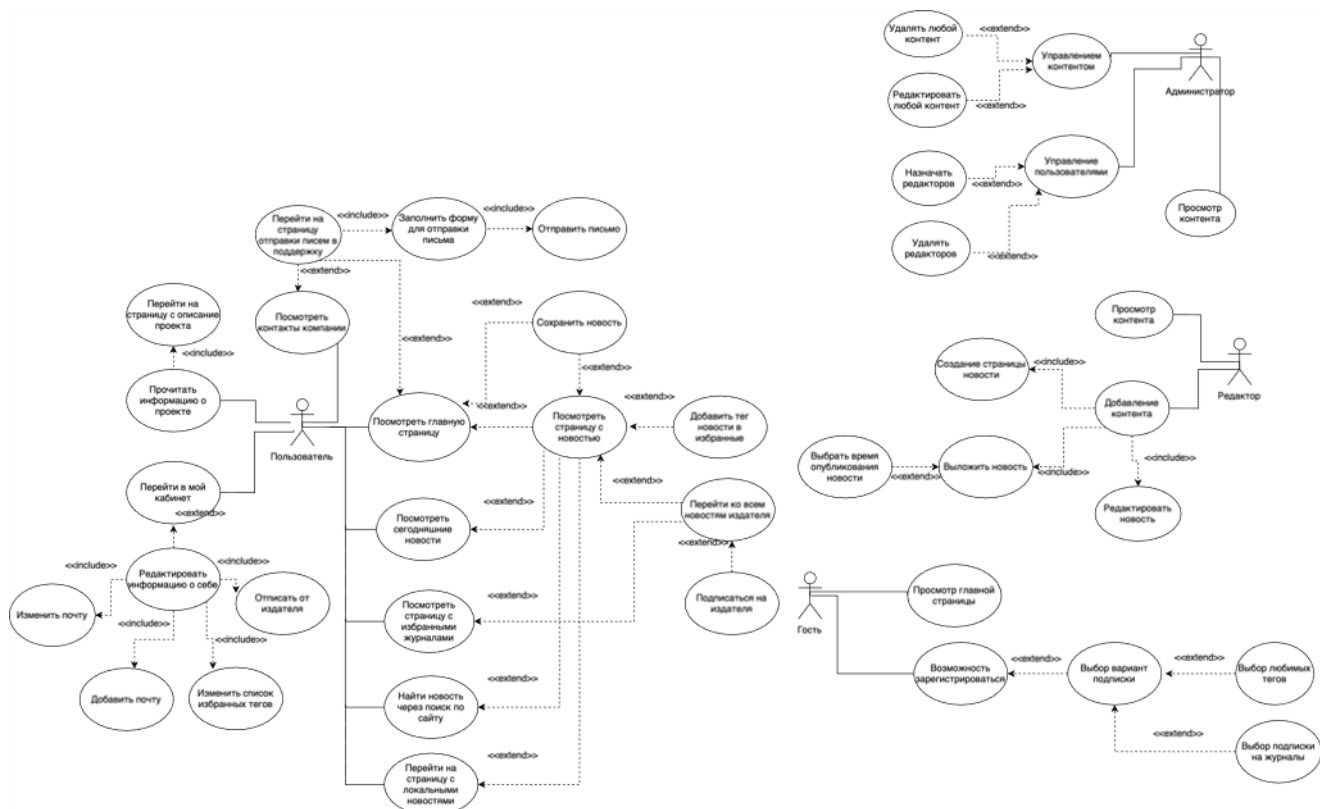 Удалять любой
контент
<<extend>>
Управлением
контентом
Администратор
Редактировать
любой контент
<<extend>>
Назначать
редакторов
<<extend>>
Управление
пользователями
Удалять
редакторов
<<extend>>
Просмотр
контента
Перейти на
страницу
отправки писем в
поддержку
<<include>>
Заполнить форму
для отправки
письма
<<include>>
Отправить письмо
<<extend>>
<<extend>>
Посмотреть
контакты компании
Перейти на
страницу с описание
проекта
<<include>>
Прочитать
информацию о
проекте
<<extend>>
Сохранить новость
<<extend>>
Пользователь
Посмотреть главную
страницу
<<extend>>
Посмотреть
страницу с
новостью
<<extend>>
Добавить тег
новости в
избранные
Перейти в мой
кабинет
<<extend>>
Посмотреть
сегодняшние
новости
<<extend>>
<<extend>>
Перейти ко всем
новостям издателя
<<extend>>
Подписаться на
издателя
Редактировать
информацию о себе
<<include>>
<<include>>
Изменить почту
Отписать от
издателя
<<include>>
<<include>>
Добавить почту
Изменить список
избранных тегов
Посмотреть
страницу с
избранными
журналами
<<extend>>
Найти новость
через поиск по
сайту
<<extend>>
Перейти на
страницу с
локальными
новостями
<<extend>>
Просмотр
контента
Редактор
Создание страницы
новости
<<include>>
Добавление
контента
Выбрать время
опубликования
новости
<<extend>>
Выложить новость
<<include>>
<<include>>
Редактировать
новость
Гость
Просмотр главной
страницы
Возможность
зарегистрироваться
<<extend>>
Выбор вариант
подписки
<<extend>>
Выбор любимых
тегов
<<extend>>
Выбор подписки
на журналы